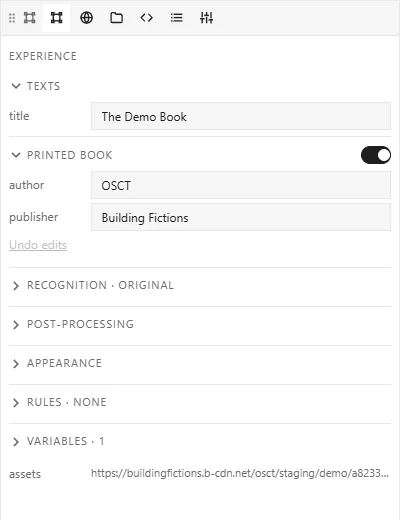 EXPERIENCE
TEXTS
title The Demo Book
PRINTED BOOK
author OSCT
publisher Building Fictions
Undo edits
RECOGNITION · ORIGINAL
POST-PROCESSING
APPEARANCE
RULES · NONE
VARIABLES · 1
assets https://buildingfictions.b-cdn.net/osct/staging/demo/a8233...